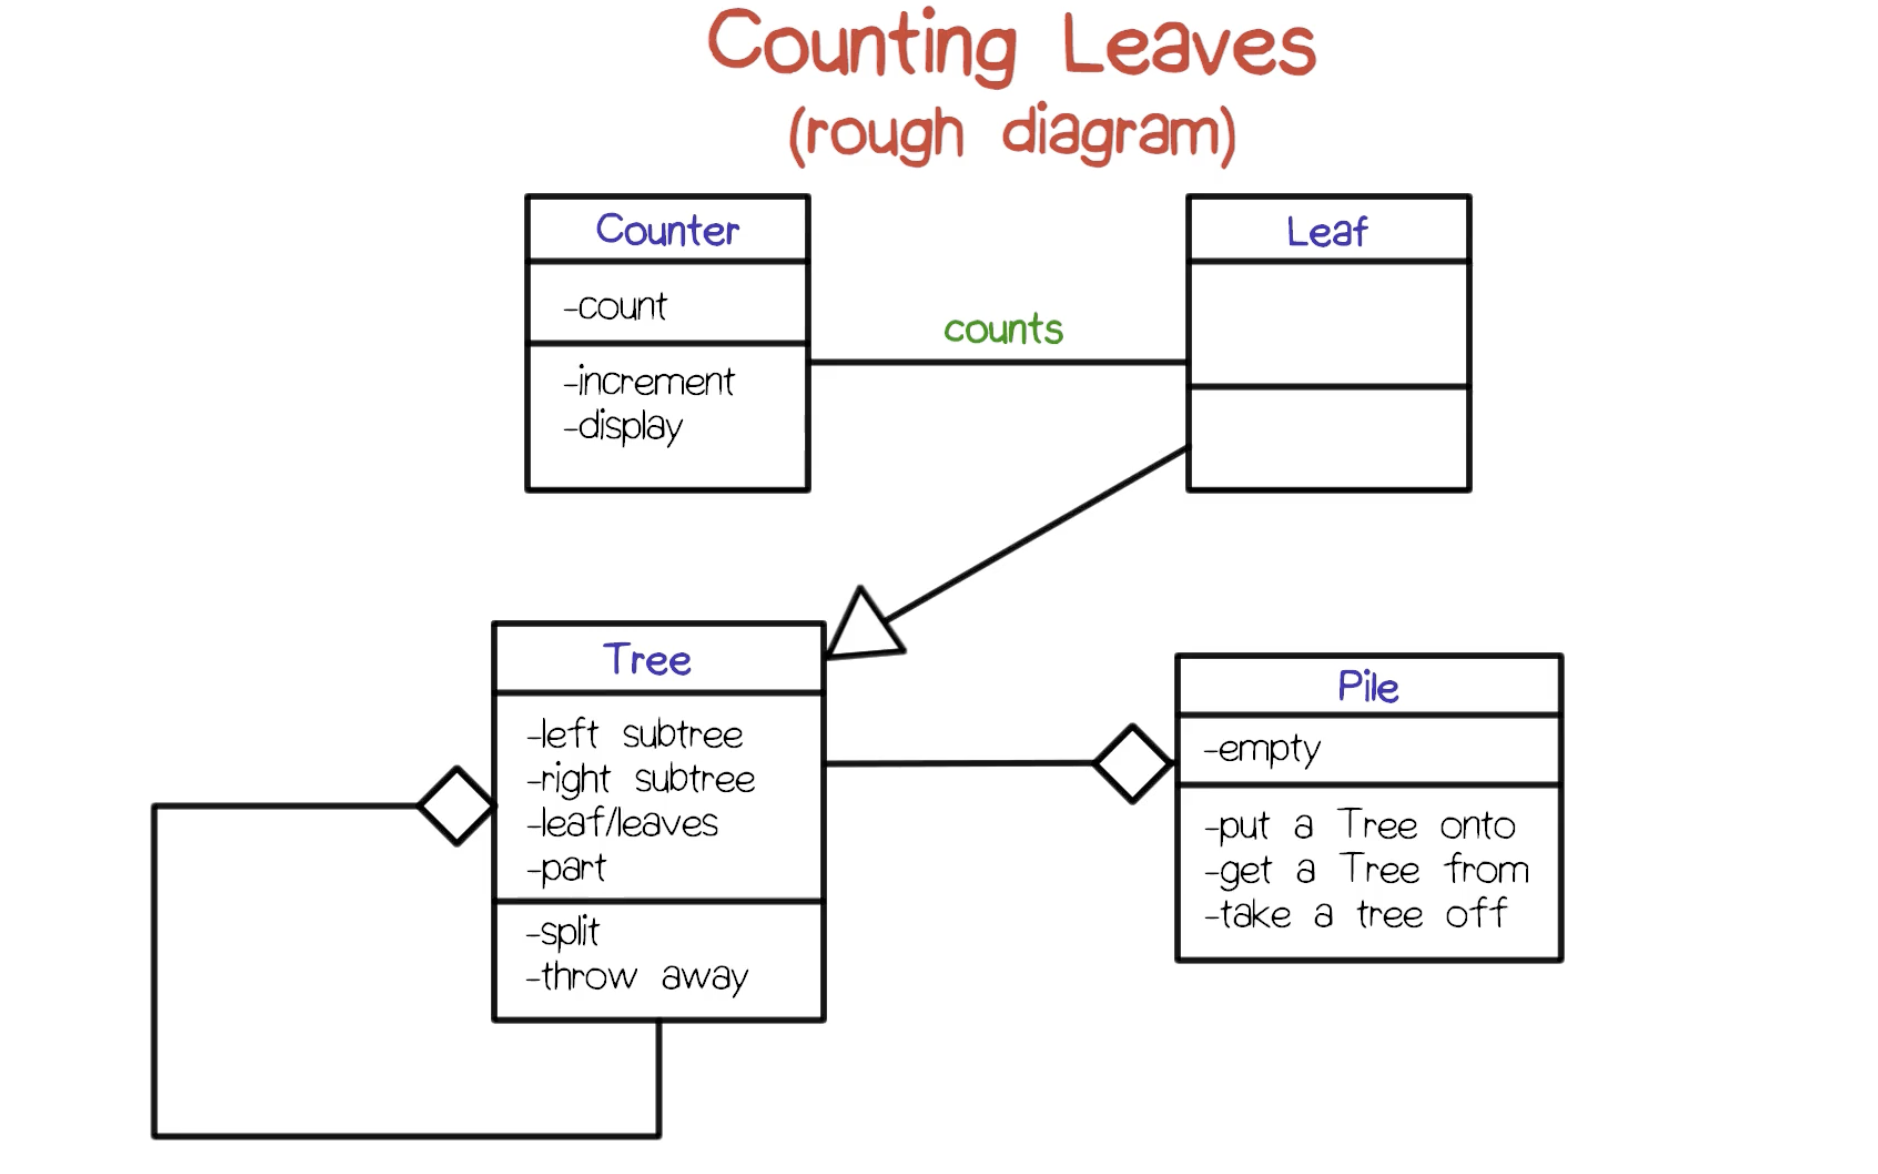 Counting Leaves
(rough diagram)
Counter
-count
-increment
-display
counts
Leaf
Tree
-left subtree
-right subtree
-leaf/leaves
-part
-split
-throw away
Pile
-empty
-put a Tree onto
-get a Tree from
-take a tree off